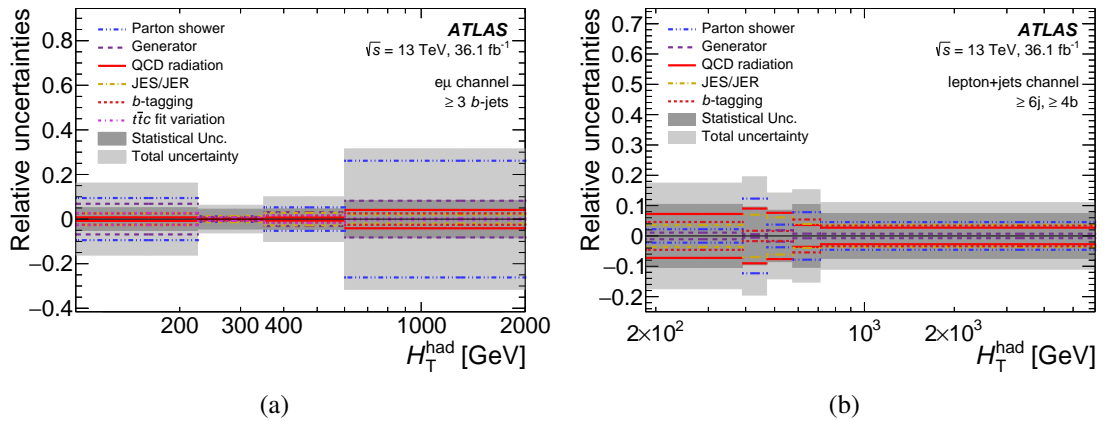 Relative uncertainties
0.8
0.6
0.4
0.2
0
−0.2
−0.4
Parton shower
Generator
QCD radiation
JES/JER
b-tagging
tt̄c fit variation
Statistical Unc.
Total uncertainty
ATLAS
√s = 13 TeV, 36.1 fb⁻¹
eμ channel
≥ 3 b-jets
200 300 400 1000 2000
H_T^had [GeV]
(a)
Relative uncertainties
0.7
0.6
0.5
0.4
0.3
0.2
0.1
0
−0.1
−0.2
Parton shower
Generator
QCD radiation
JES/JER
b-tagging
Statistical Unc.
Total uncertainty
ATLAS
√s = 13 TeV, 36.1 fb⁻¹
lepton+jets channel
≥ 6j, ≥ 4b
2×10² 10³ 2×10³
H_T^had [GeV]
(b)